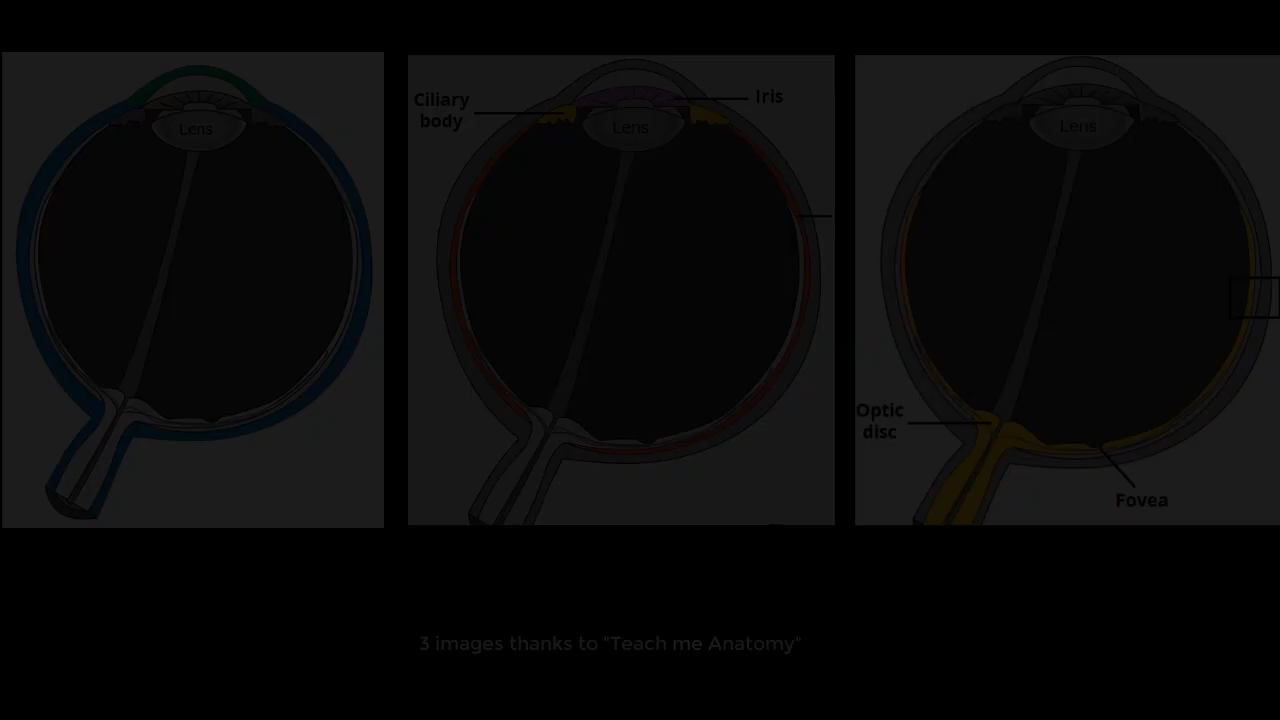 Lens
Ciliary
body
Iris
Lens
Lens
Optic
disc
Fovea
3 images thanks to "Teach me Anatomy"